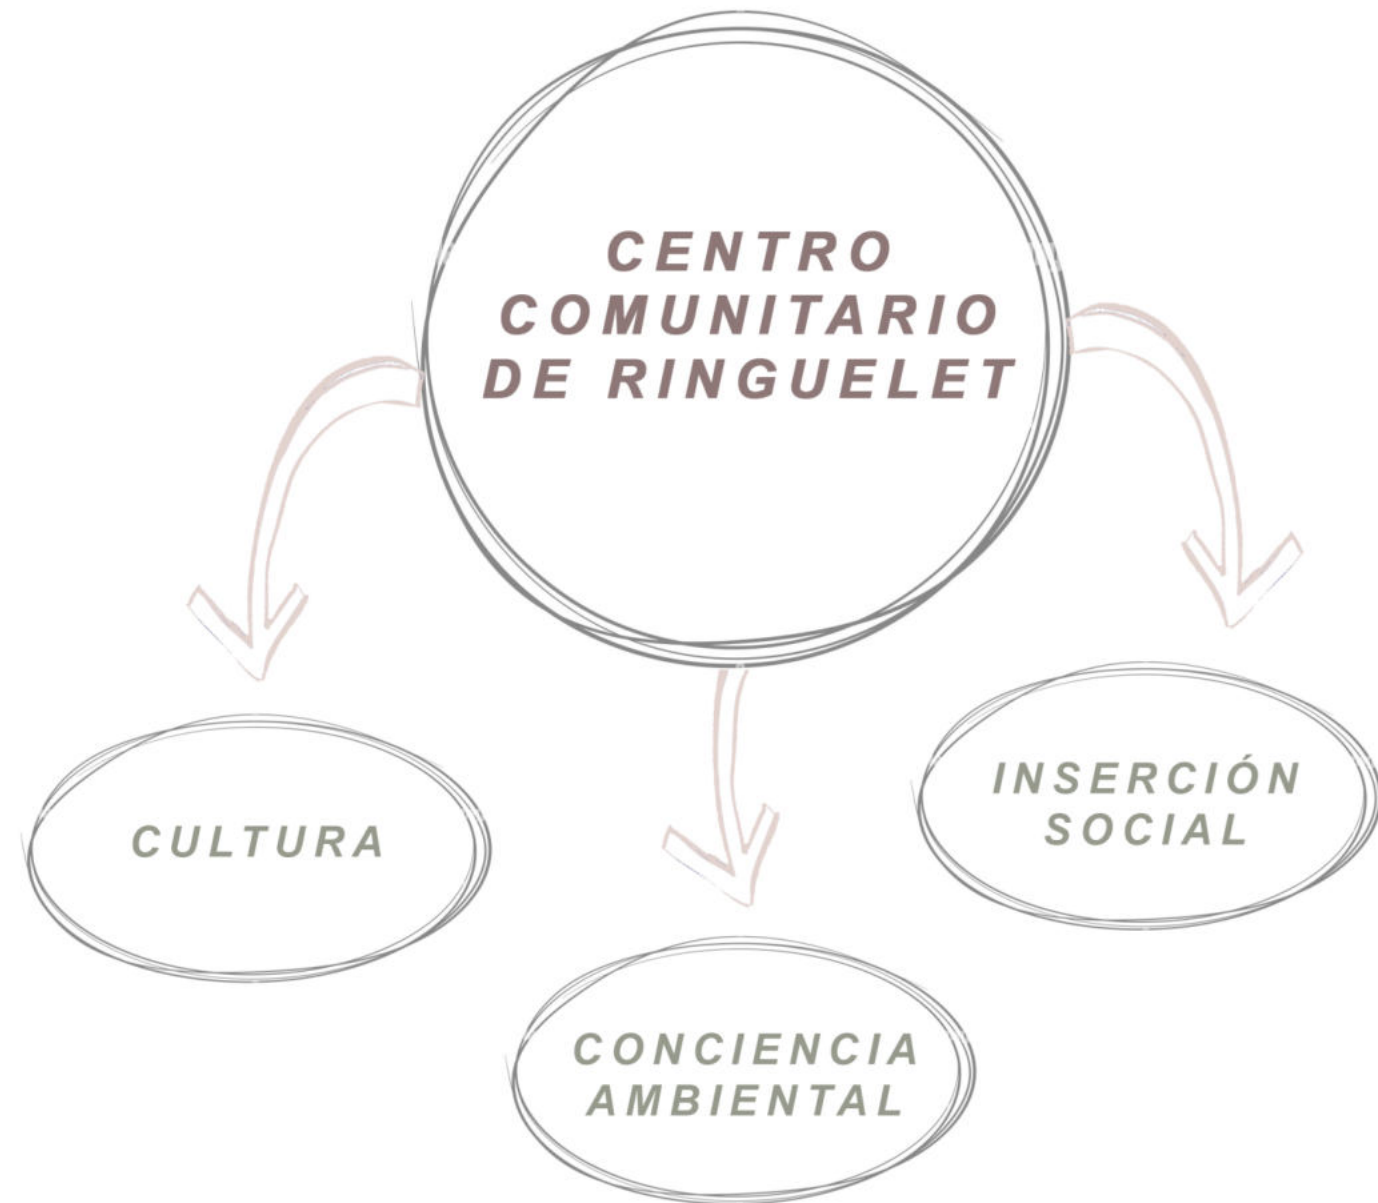 CENTRO
COMUNITARIO
DE RINGUELET
CULTURA
INSERCIÓN
SOCIAL
CONCIENCIA
AMBIENTAL